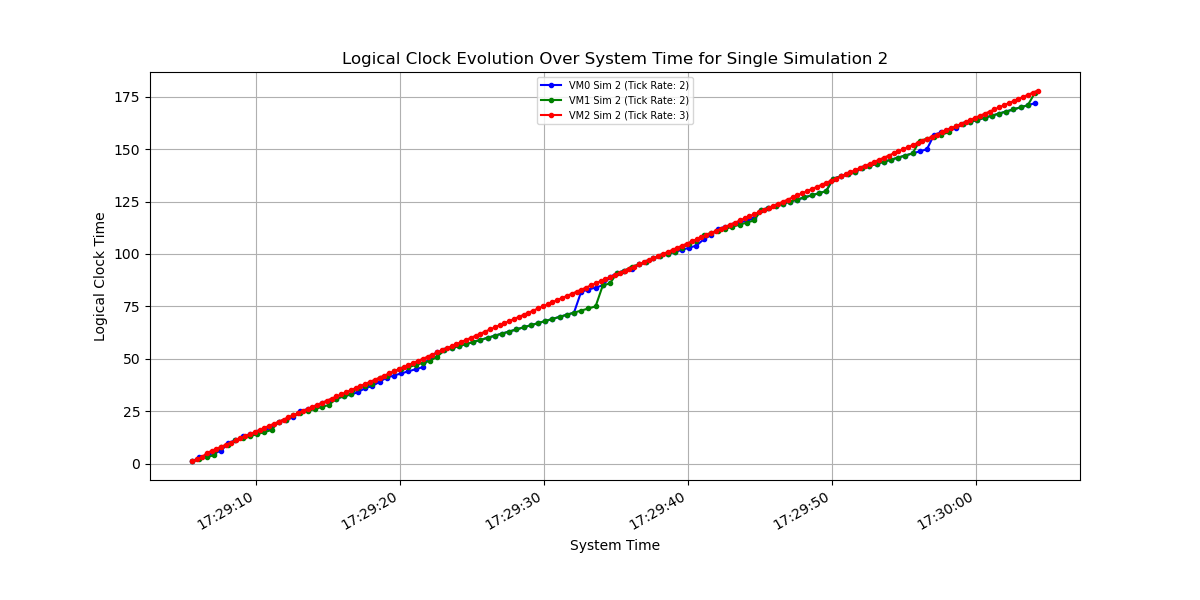 Logical Clock Evolution Over System Time for Single Simulation 2
VM0 Sim 2 (Tick Rate: 2)
VM1 Sim 2 (Tick Rate: 2)
VM2 Sim 2 (Tick Rate: 3)
175
150
125
100
75
50
25
0
Logical Clock Time
17:29:10
17:29:20
17:29:30
17:29:40
17:29:50
17:30:00
System Time